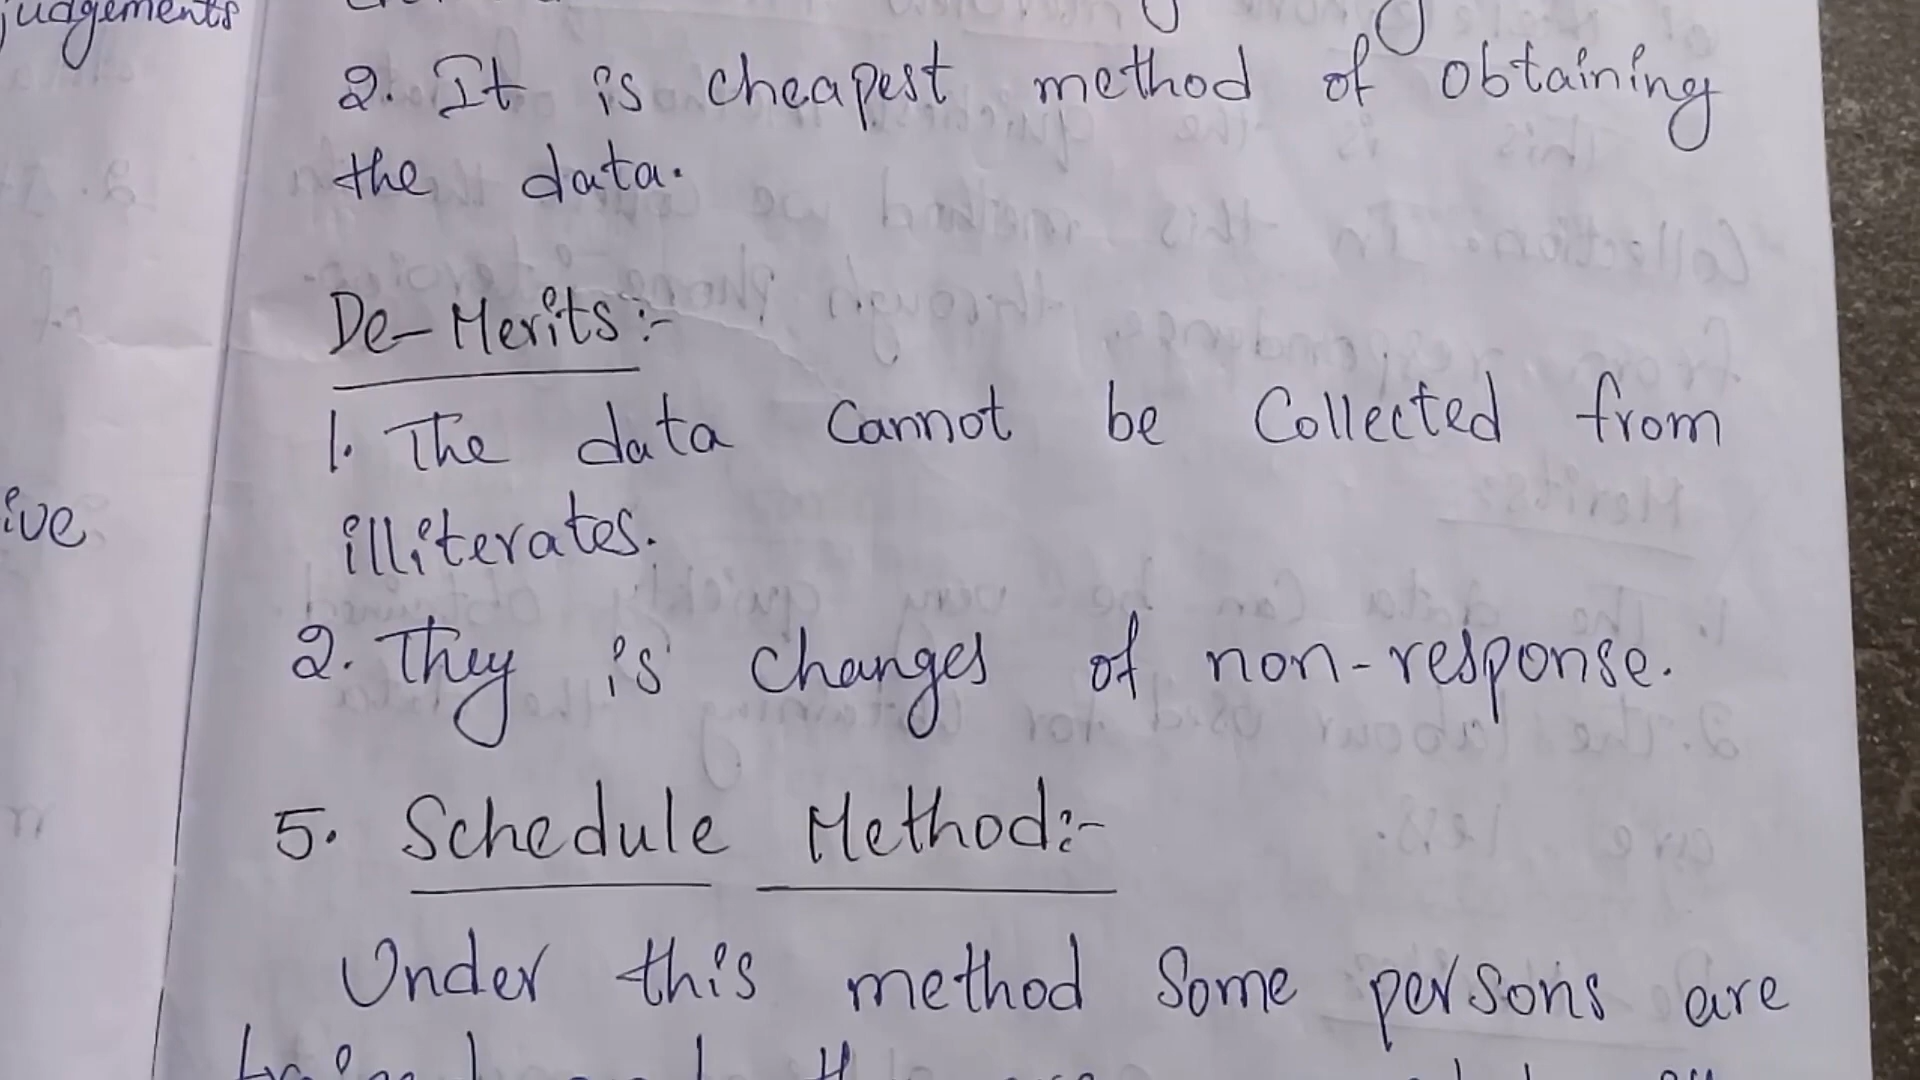 judgements
2. It is cheapest method of obtaining
the data.
De-Merits:-
1. The data Cannot be Collected from
illiterates.
ive
2. They is changes of non-response.
5. Schedule Method:-
Under this method Some persons are